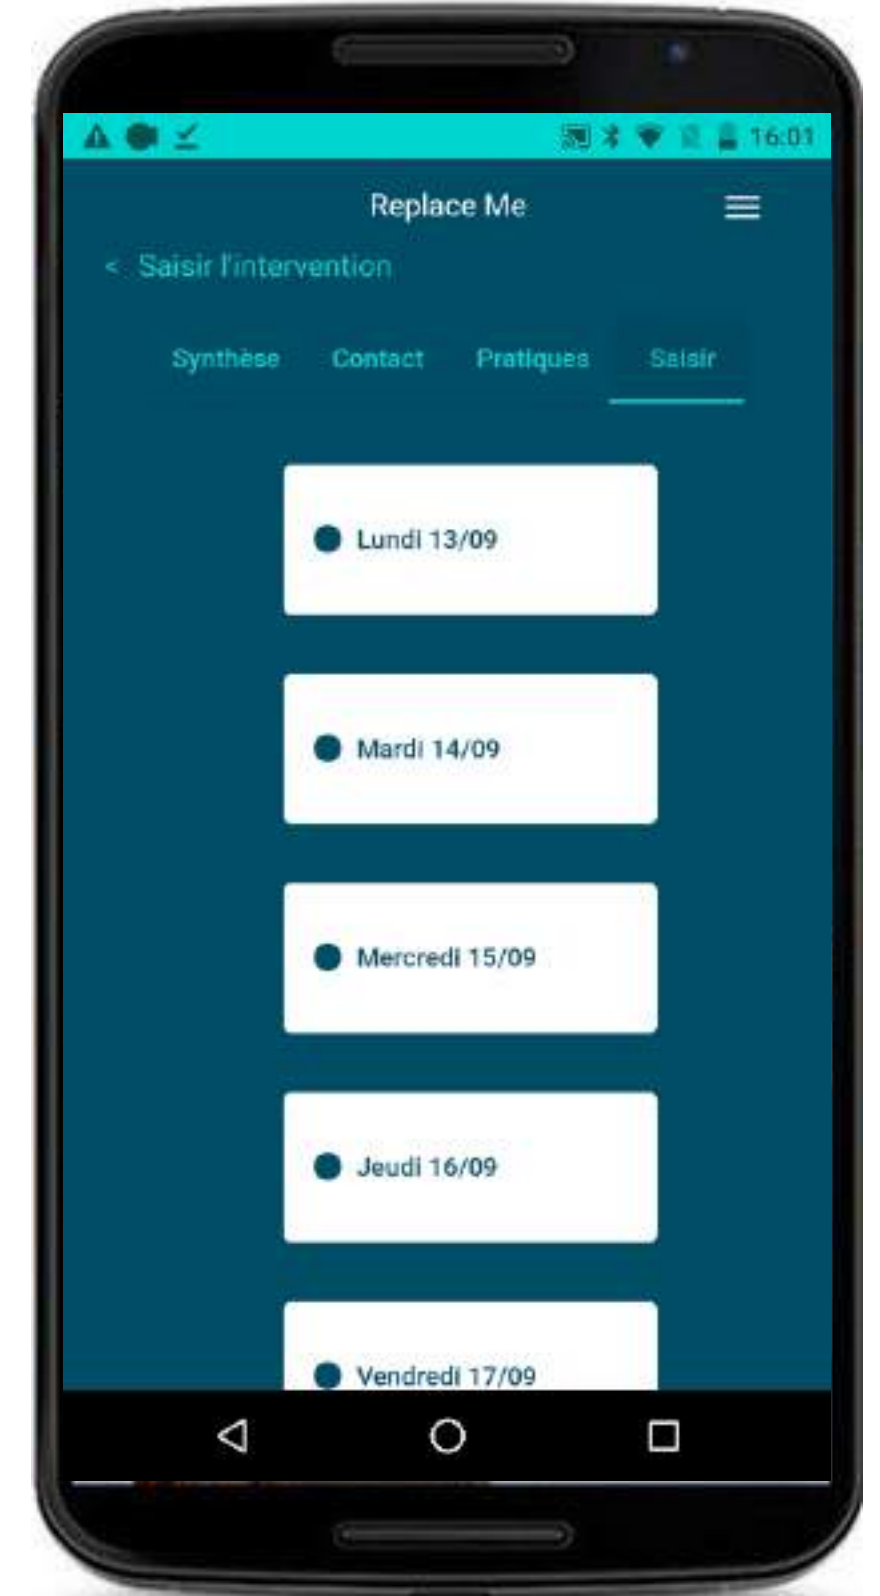 16:01
Replace Me
< Saisir l'intervention
Synthèse Contact Pratiques Saisir
Lundi 13/09
Mardi 14/09
Mercredi 15/09
Jeudi 16/09
Vendredi 17/09